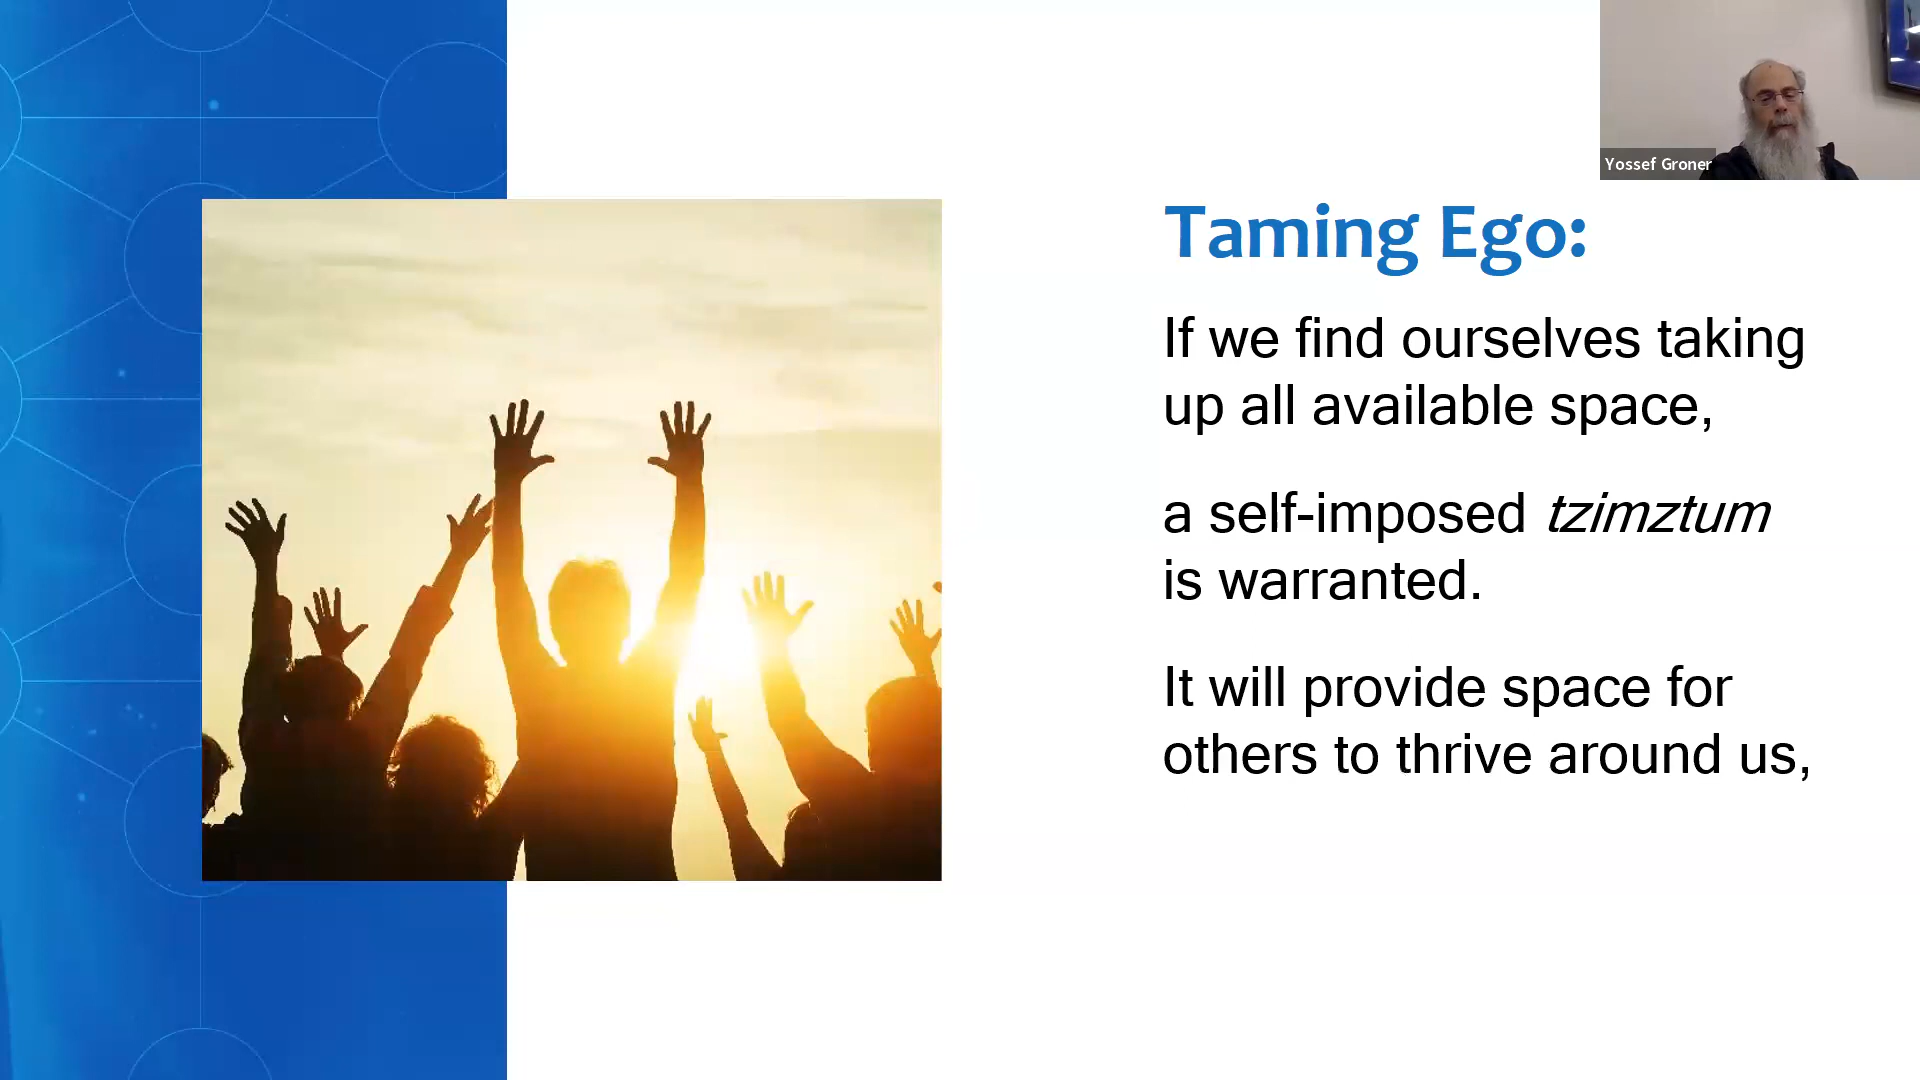 Yossef Groner
Taming Ego:
If we find ourselves taking
up all available space,
a self-imposed tzimztum
is warranted.
It will provide space for
others to thrive around us,